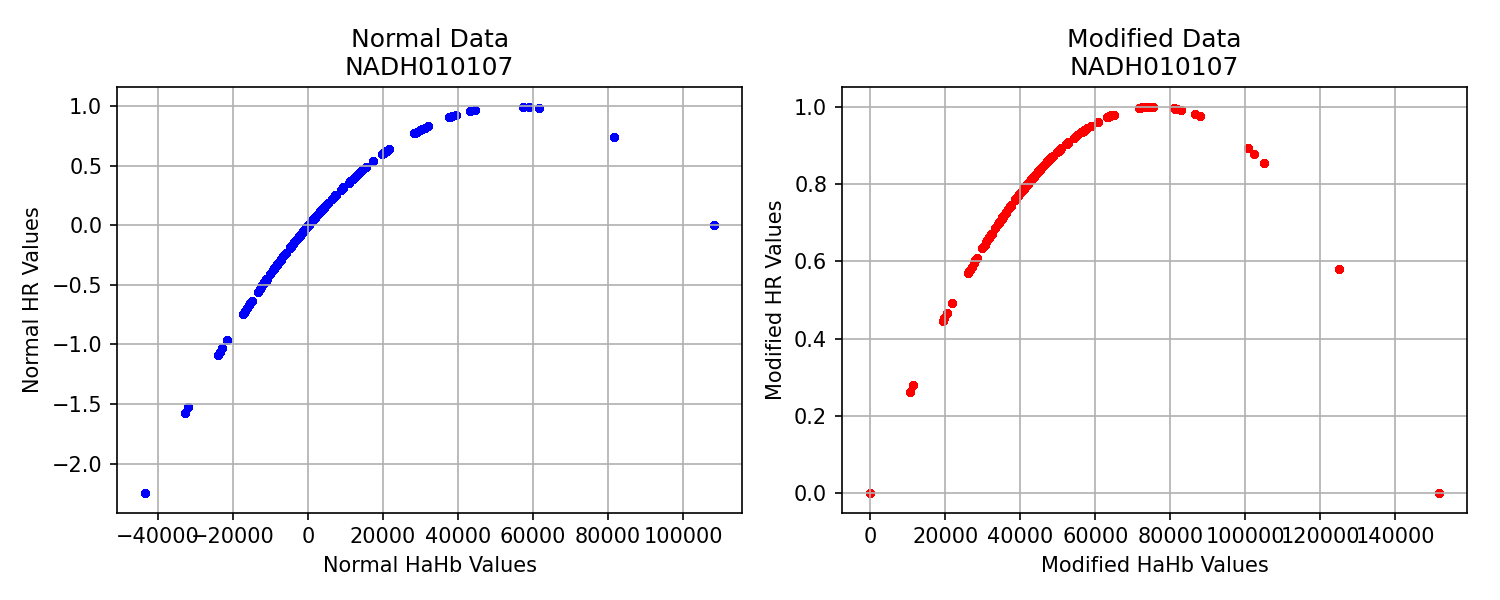 Normal Data
NADH010107
1.0
0.5
0.0
−0.5
−1.0
−1.5
−2.0
Normal HR Values
−40000 −20000 0 20000 40000 60000 80000 100000
Normal HaHb Values
Modified Data
NADH010107
1.0
0.8
0.6
0.4
0.2
0.0
Modified HR Values
0 20000 40000 60000 80000 100000 120000 140000
Modified HaHb Values